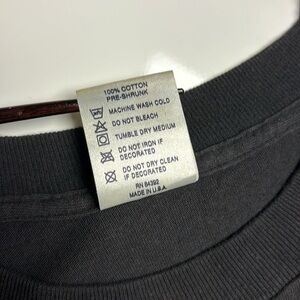 100% COTTON
PRE-SHRUNK
MACHINE WASH COLD
DO NOT BLEACH
TUMBLE DRY MEDIUM
DO NOT IRON IF
DECORATED
DO NOT DRY CLEAN
IF DECORATED
RN 84392
MADE IN U.S.A.